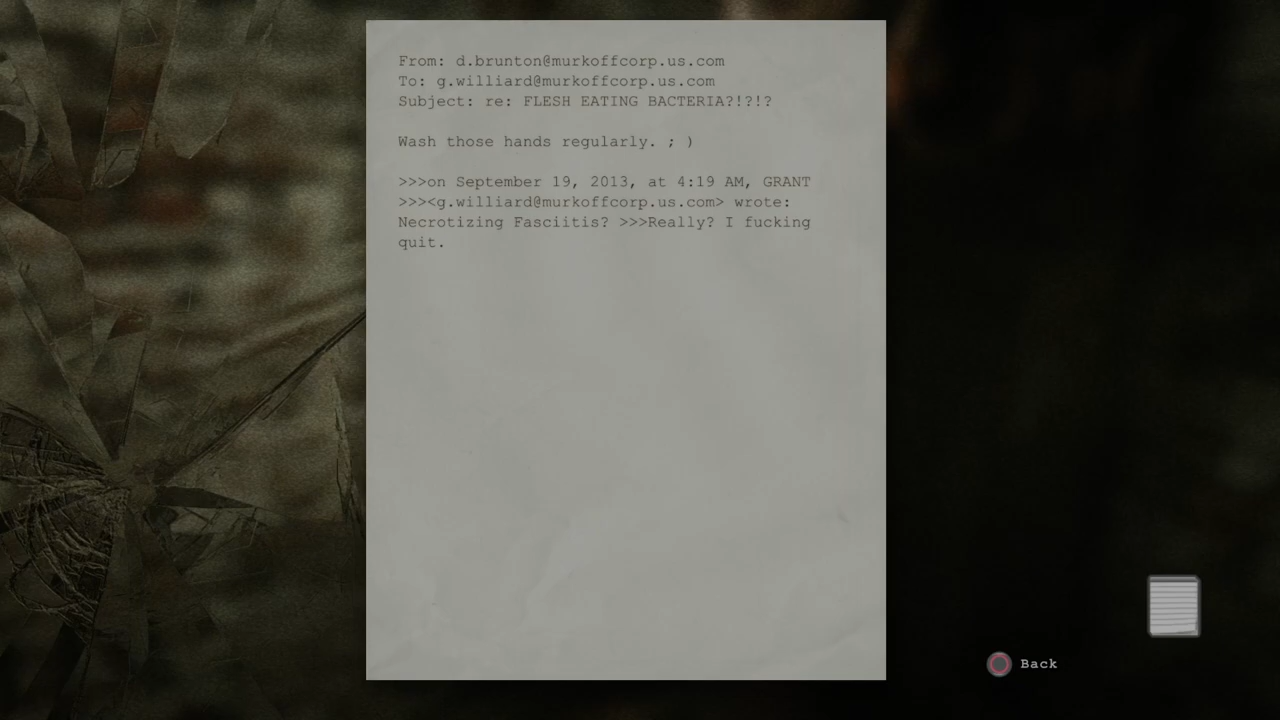 From: d.brunton@murkoffcorp.us.com
To: g.williard@murkoffcorp.us.com
Subject: re: FLESH EATING BACTERIA?!?!?
Wash those hands regularly. ; )
>>>on September 19, 2013, at 4:19 AM, GRANT
>>><g.williard@murkoffcorp.us.com> wrote:
Necrotizing Fasciitis? >>>Really? I fucking
quit.
Back